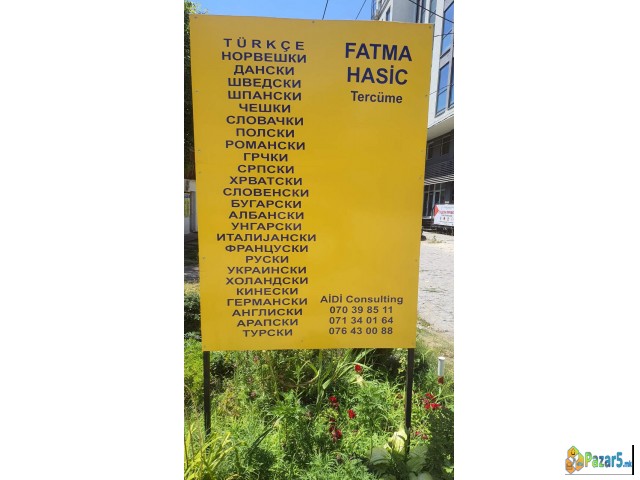 TÜRKÇE
НОРВЕШКИ
ДАНСКИ
ШВЕДСКИ
ШПАНСКИ
ЧЕШКИ
СЛОВАЧКИ
ПОЛСКИ
РОМАНСКИ
ГРЧКИ
СРПСКИ
ХРВАТСКИ
СЛОВЕНСКИ
БУГАРСКИ
АЛБАНСКИ
УНГАРСКИ
ИТАЛИЈАНСКИ
ФРАНЦУСКИ
РУСКИ
УКРАИНСКИ
ХОЛАНДСКИ
КИНЕСКИ
ГЕРМАНСКИ
АНГЛИСКИ
АРАПСКИ
ТУРСКИ
FATMA
HASİC
Tercüme
AİDİ Consulting
070 39 85 11
071 34 01 64
076 43 00 88
Pazar5.mk